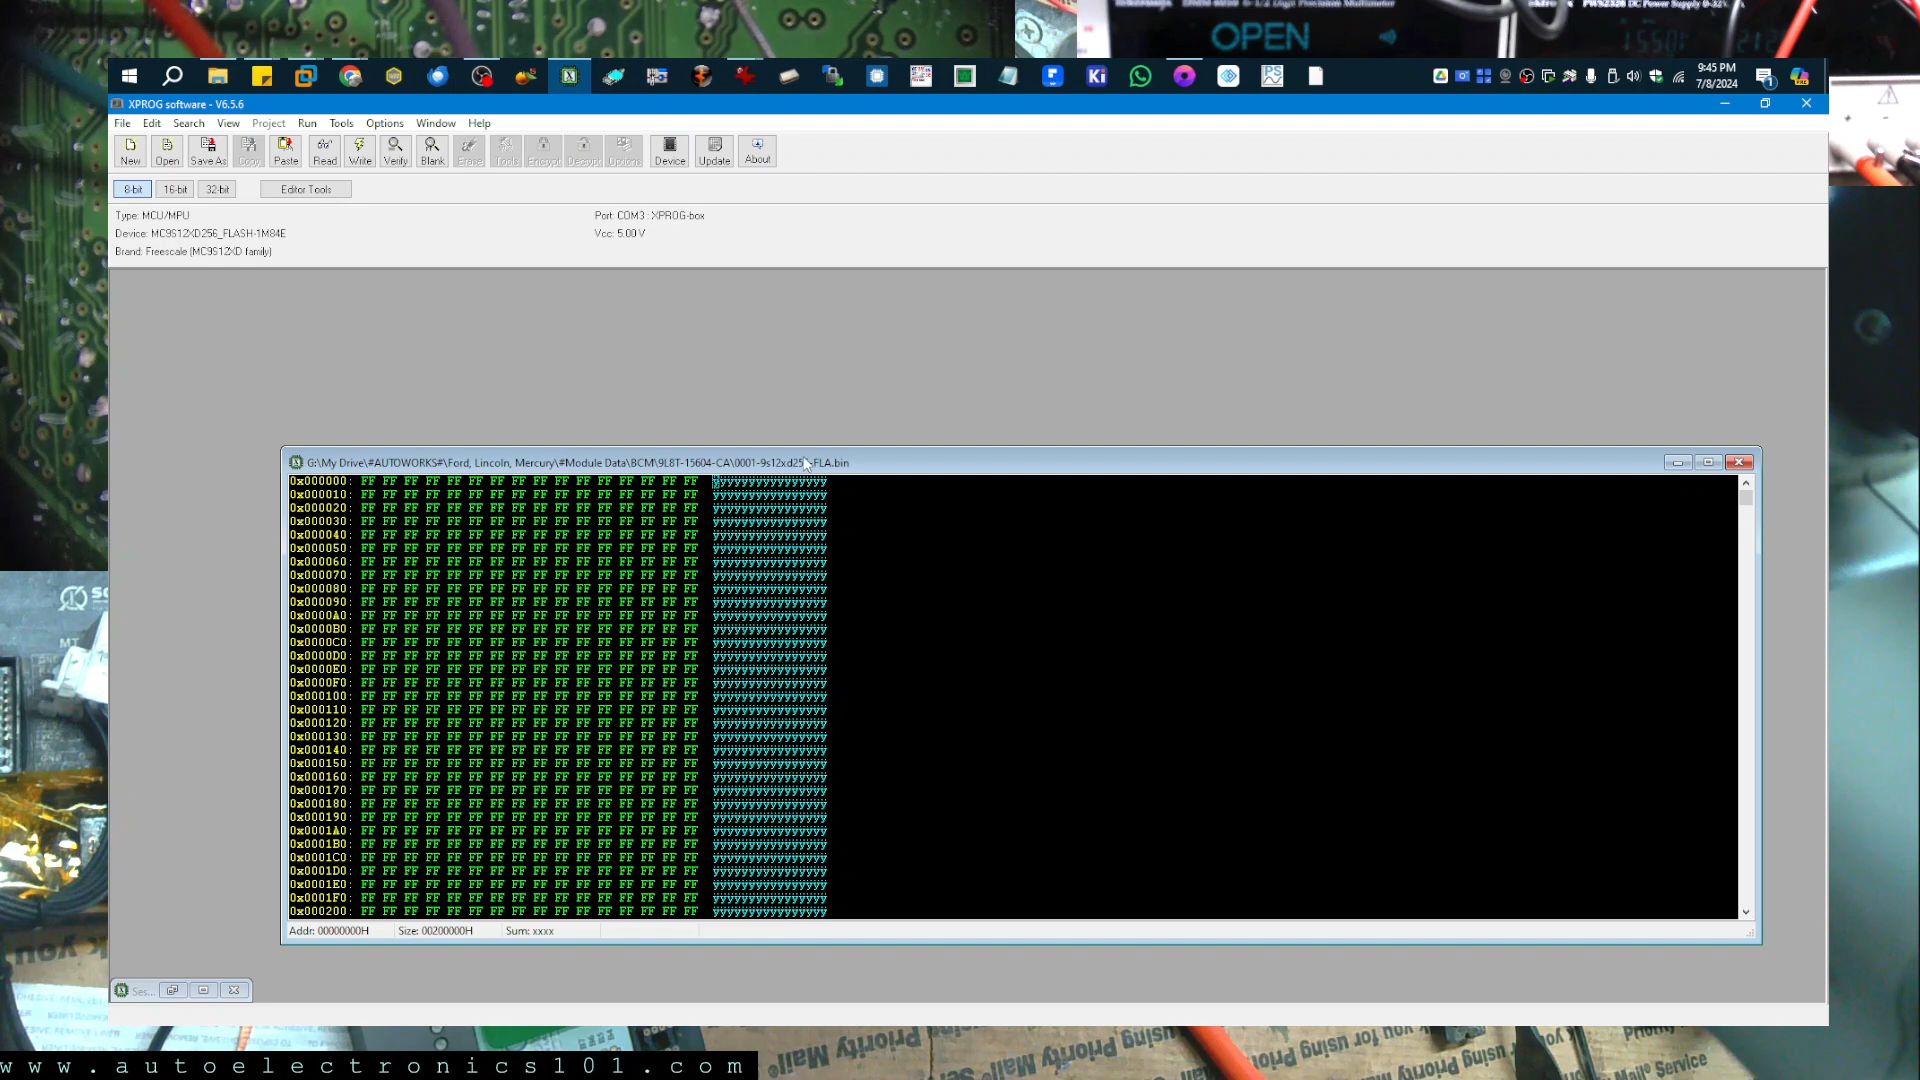 OPEN
9:45 PM
7/8/2024
XPROG software - V6.5.6
File Edit Search View Project Run Tools Options Window Help
New Open Save As Copy Paste Read Write Verify Blank Erase Tools Encrypt Decrypt Options Device Update About
8-bit 16-bit 32-bit Editor Tools
Type: MCU/MPU Port: COM3 : XPROG-box
Device: MC9S12XD256_FLASH-1M84E Vcc: 5.00 V
Brand: Freescale (MC9S12XD family)
G:\My Drive\#AUTOWORKS#\Ford, Lincoln, Mercury\#Module Data\BCM\9L8T-15604-CA\0001-9s12xd25 -FLA.bin
0x000000: FF FF FF FF FF FF FF FF FF FF FF FF FF FF FF FF ÿÿÿÿÿÿÿÿÿÿÿÿÿÿÿÿ
0x000010: FF FF FF FF FF FF FF FF FF FF FF FF FF FF FF FF ÿÿÿÿÿÿÿÿÿÿÿÿÿÿÿÿ
0x000020: FF FF FF FF FF FF FF FF FF FF FF FF FF FF FF FF ÿÿÿÿÿÿÿÿÿÿÿÿÿÿÿÿ
0x000030: FF FF FF FF FF FF FF FF FF FF FF FF FF FF FF FF ÿÿÿÿÿÿÿÿÿÿÿÿÿÿÿÿ
0x000040: FF FF FF FF FF FF FF FF FF FF FF FF FF FF FF FF ÿÿÿÿÿÿÿÿÿÿÿÿÿÿÿÿ
0x000050: FF FF FF FF FF FF FF FF FF FF FF FF FF FF FF FF ÿÿÿÿÿÿÿÿÿÿÿÿÿÿÿÿ
0x000060: FF FF FF FF FF FF FF FF FF FF FF FF FF FF FF FF ÿÿÿÿÿÿÿÿÿÿÿÿÿÿÿÿ
0x000070: FF FF FF FF FF FF FF FF FF FF FF FF FF FF FF FF ÿÿÿÿÿÿÿÿÿÿÿÿÿÿÿÿ
0x000080: FF FF FF FF FF FF FF FF FF FF FF FF FF FF FF FF ÿÿÿÿÿÿÿÿÿÿÿÿÿÿÿÿ
0x000090: FF FF FF FF FF FF FF FF FF FF FF FF FF FF FF FF ÿÿÿÿÿÿÿÿÿÿÿÿÿÿÿÿ
0x0000A0: FF FF FF FF FF FF FF FF FF FF FF FF FF FF FF FF ÿÿÿÿÿÿÿÿÿÿÿÿÿÿÿÿ
0x0000B0: FF FF FF FF FF FF FF FF FF FF FF FF FF FF FF FF ÿÿÿÿÿÿÿÿÿÿÿÿÿÿÿÿ
0x0000C0: FF FF FF FF FF FF FF FF FF FF FF FF FF FF FF FF ÿÿÿÿÿÿÿÿÿÿÿÿÿÿÿÿ
0x0000D0: FF FF FF FF FF FF FF FF FF FF FF FF FF FF FF FF ÿÿÿÿÿÿÿÿÿÿÿÿÿÿÿÿ
0x0000E0: FF FF FF FF FF FF FF FF FF FF FF FF FF FF FF FF ÿÿÿÿÿÿÿÿÿÿÿÿÿÿÿÿ
0x0000F0: FF FF FF FF FF FF FF FF FF FF FF FF FF FF FF FF ÿÿÿÿÿÿÿÿÿÿÿÿÿÿÿÿ
0x000100: FF FF FF FF FF FF FF FF FF FF FF FF FF FF FF FF ÿÿÿÿÿÿÿÿÿÿÿÿÿÿÿÿ
0x000110: FF FF FF FF FF FF FF FF FF FF FF FF FF FF FF FF ÿÿÿÿÿÿÿÿÿÿÿÿÿÿÿÿ
0x000120: FF FF FF FF FF FF FF FF FF FF FF FF FF FF FF FF ÿÿÿÿÿÿÿÿÿÿÿÿÿÿÿÿ
0x000130: FF FF FF FF FF FF FF FF FF FF FF FF FF FF FF FF ÿÿÿÿÿÿÿÿÿÿÿÿÿÿÿÿ
0x000140: FF FF FF FF FF FF FF FF FF FF FF FF FF FF FF FF ÿÿÿÿÿÿÿÿÿÿÿÿÿÿÿÿ
0x000150: FF FF FF FF FF FF FF FF FF FF FF FF FF FF FF FF ÿÿÿÿÿÿÿÿÿÿÿÿÿÿÿÿ
0x000160: FF FF FF FF FF FF FF FF FF FF FF FF FF FF FF FF ÿÿÿÿÿÿÿÿÿÿÿÿÿÿÿÿ
0x000170: FF FF FF FF FF FF FF FF FF FF FF FF FF FF FF FF ÿÿÿÿÿÿÿÿÿÿÿÿÿÿÿÿ
0x000180: FF FF FF FF FF FF FF FF FF FF FF FF FF FF FF FF ÿÿÿÿÿÿÿÿÿÿÿÿÿÿÿÿ
0x000190: FF FF FF FF FF FF FF FF FF FF FF FF FF FF FF FF ÿÿÿÿÿÿÿÿÿÿÿÿÿÿÿÿ
0x0001A0: FF FF FF FF FF FF FF FF FF FF FF FF FF FF FF FF ÿÿÿÿÿÿÿÿÿÿÿÿÿÿÿÿ
0x0001B0: FF FF FF FF FF FF FF FF FF FF FF FF FF FF FF FF ÿÿÿÿÿÿÿÿÿÿÿÿÿÿÿÿ
0x0001C0: FF FF FF FF FF FF FF FF FF FF FF FF FF FF FF FF ÿÿÿÿÿÿÿÿÿÿÿÿÿÿÿÿ
0x0001D0: FF FF FF FF FF FF FF FF FF FF FF FF FF FF FF FF ÿÿÿÿÿÿÿÿÿÿÿÿÿÿÿÿ
0x0001E0: FF FF FF FF FF FF FF FF FF FF FF FF FF FF FF FF ÿÿÿÿÿÿÿÿÿÿÿÿÿÿÿÿ
0x0001F0: FF FF FF FF FF FF FF FF FF FF FF FF FF FF FF FF ÿÿÿÿÿÿÿÿÿÿÿÿÿÿÿÿ
0x000200: FF FF FF FF FF FF FF FF FF FF FF FF FF FF FF FF ÿÿÿÿÿÿÿÿÿÿÿÿÿÿÿÿ
Addr: 00000000H Size: 00200000H Sum: xxxx
Ses...
Priority Mail
www.autoelectronics101.com